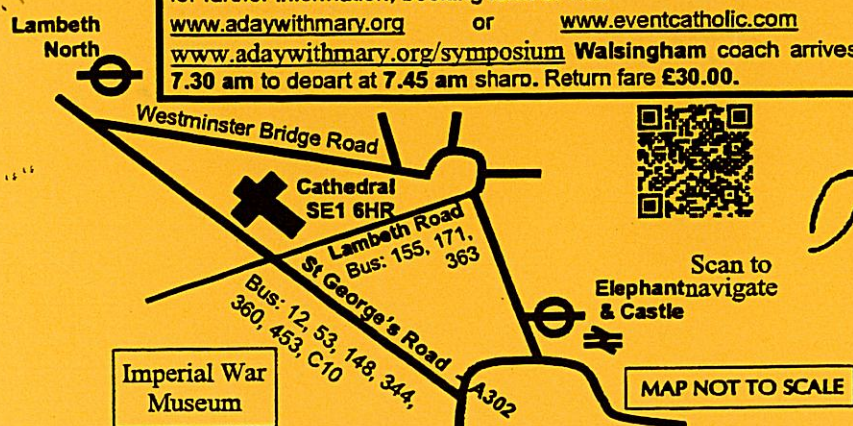 www.adaywithmary.org or www.eventcatholic.com
www.adaywithmary.org/symposium Walsingham coach arrives
7.30 am to depart at 7.45 am sharp. Return fare £30.00.
Lambeth
North
Westminster Bridge Road
Cathedral
SE1 6HR
Lambeth Road
Bus: 155, 171,
363
St George's Road - A302
Bus: 12, 53, 148, 344,
360, 453, C10
Scan to
navigate
Elephant
& Castle
Imperial War
Museum
MAP NOT TO SCALE